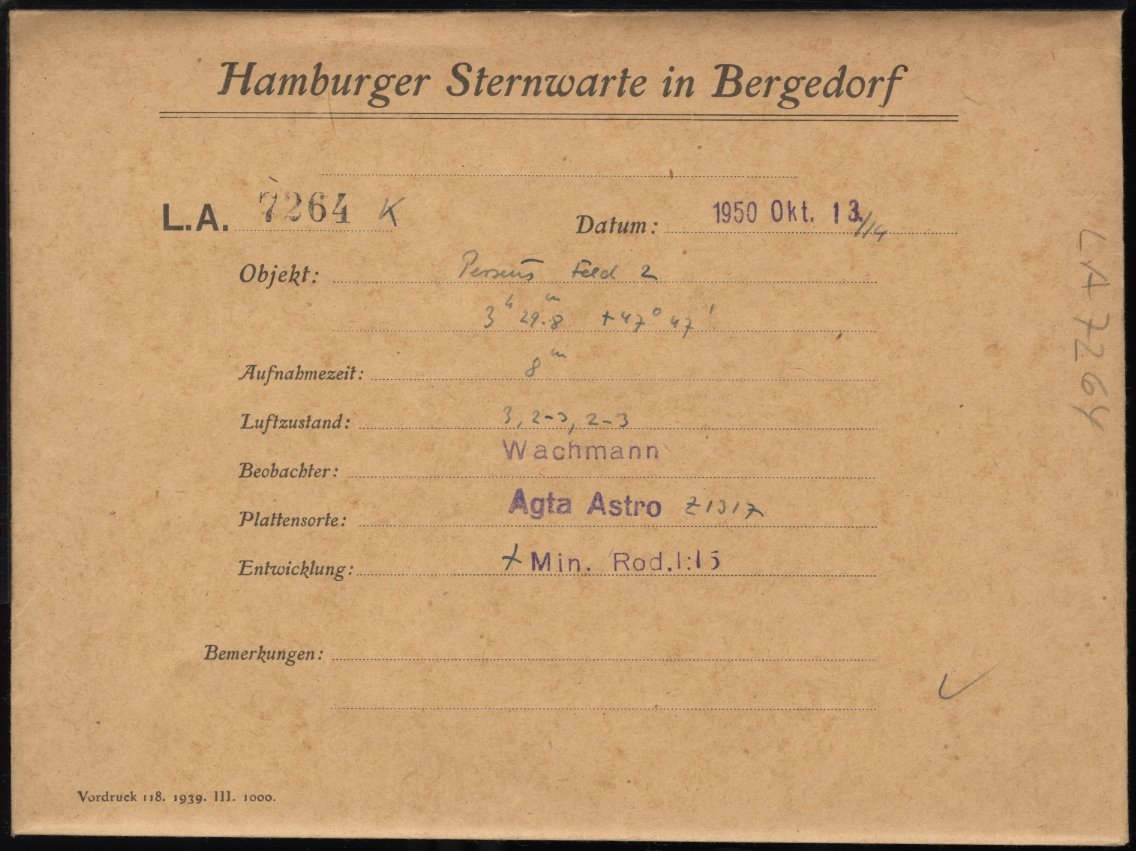 Hamburger Sternwarte in Bergedorf
L.A. 7264 K
Datum: 1950 Okt. 13./14
Objekt: Perseus Feld 2
3ʰ 29.ᵐ8 +47° 47'
Aufnahmezeit: 8ᵐ
Luftzustand: 3, 2-3, 2-3
Beobachter: Wachmann
Plattensorte: Agfa Astro Z1317
Entwicklung: + Min. Rod.1:15
Bemerkungen:
Vordruck 118. 1939. III. 1000.
LA 7264